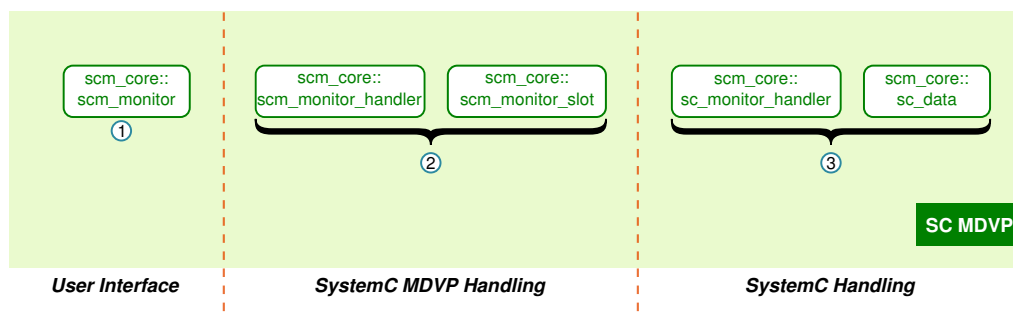 scm_core::
scm_monitor
scm_core::
scm_monitor_handler
scm_core::
scm_monitor_slot
scm_core::
sc_monitor_handler
scm_core::
sc_data
1
2
3
SC MDVP
User Interface
SystemC MDVP Handling
SystemC Handling